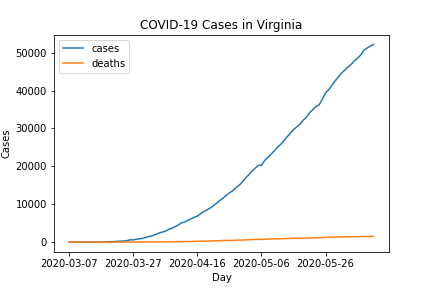 COVID-19 Cases in Virginia
cases
deaths
50000
40000
30000
20000
10000
0
Cases
2020-03-07 2020-03-27 2020-04-16 2020-05-06 2020-05-26
Day